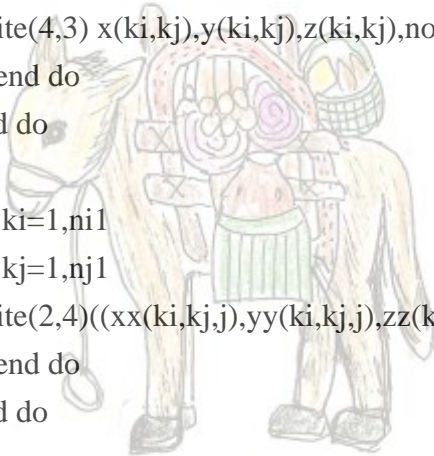 ite(4,3) x(ki,kj),y(ki,kj),z(ki,kj),no
end do
d do
ki=1,ni1
kj=1,nj1
ite(2,4)((xx(ki,kj,j),yy(ki,kj,j),zz(k
end do
d do